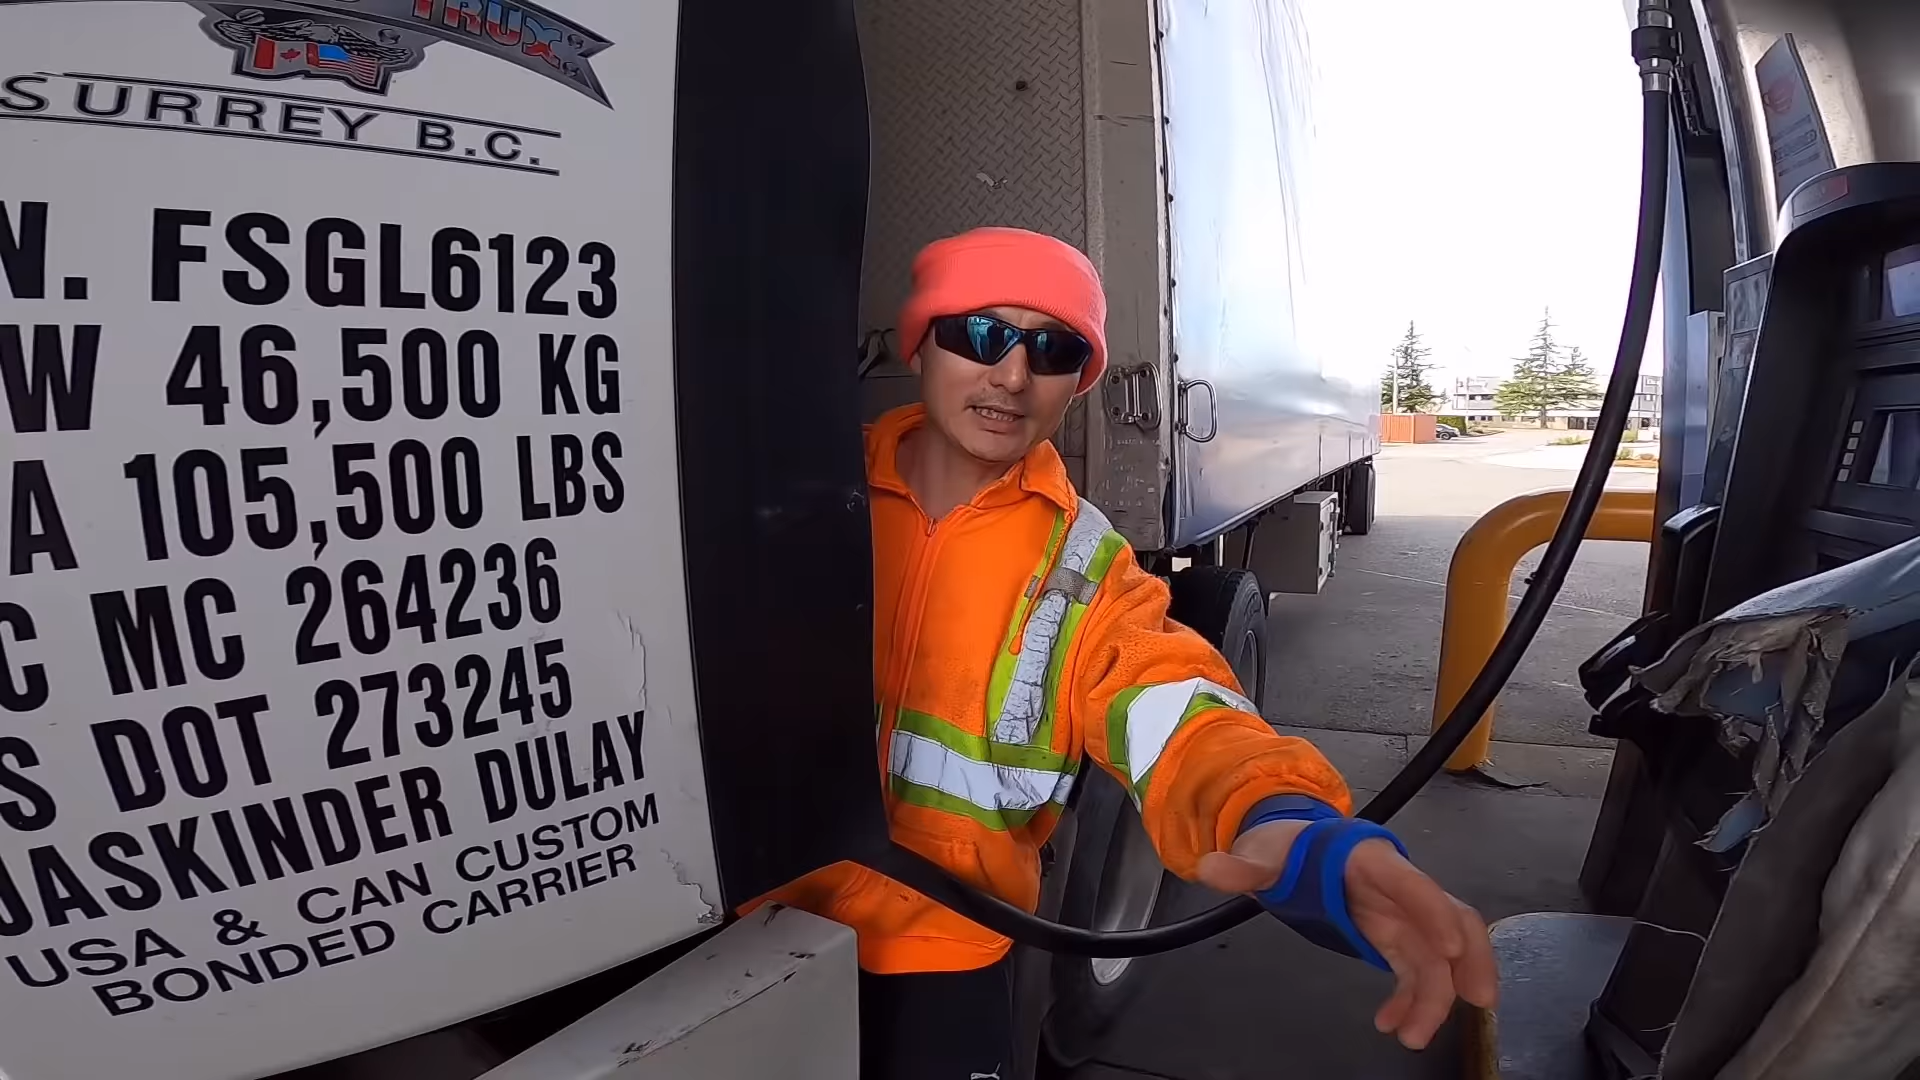 TRUX
SURREY B.C.
N. FSGL6123
W 46,500 KG
A 105,500 LBS
C MC 264236
S DOT 273245
JASKINDER DULAY
USA & CAN CUSTOM
BONDED CARRIER